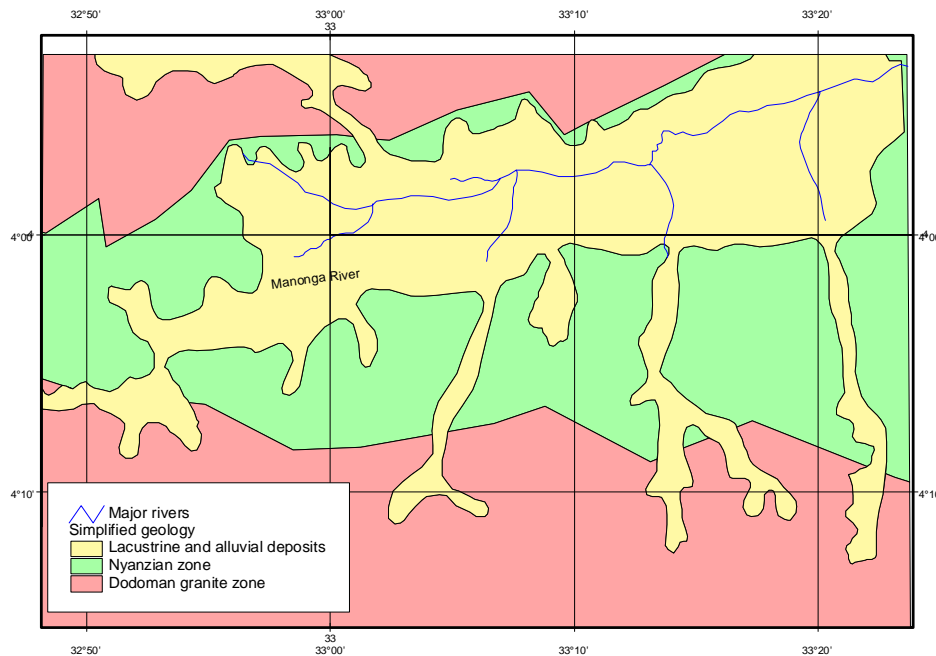 32°50' 33°00' 33°10' 33°20'
33
4°00' 4 4 4°00'
Manonga River
4°10' 4°10'
Major rivers
Simplified geology
Lacustrine and alluvial deposits
Nyanzian zone
Dodoman granite zone
33
32°50' 33°00' 33°10' 33°20'